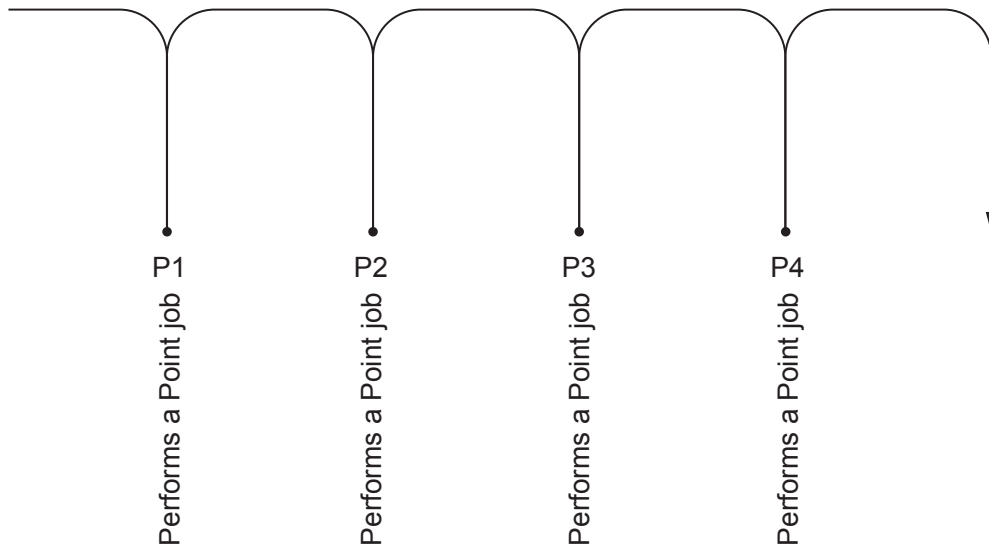 P1
P2
P3
P4
Performs a Point job
Performs a Point job
Performs a Point job
Performs a Point job